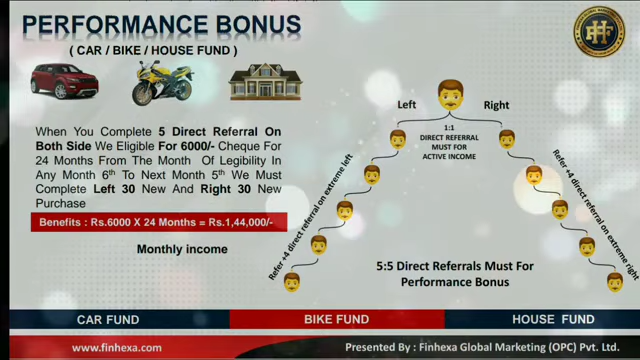 PERFORMANCE BONUS
( CAR / BIKE / HOUSE FUND )
Left
Right
1:1
DIRECT REFERRAL
MUST FOR
ACTIVE INCOME
When You Complete 5 Direct Referral On
Both Side We Eligible For 6000/- Cheque For
24 Months From The Month Of Legibility In
Any Month 6th To Next Month 5th We Must
Complete Left 30 New And Right 30 New
Purchase
Benefits : Rs.6000 X 24 Months = Rs.1,44,000/-
Monthly income
Refer +4 direct referral on extreme left
Refer +4 direct referral on extreme right
5:5 Direct Referrals Must For
Performance Bonus
CAR FUND
BIKE FUND
HOUSE FUND
www.finhexa.com
Presented By : Finhexa Global Marketing (OPC) Pvt. Ltd.